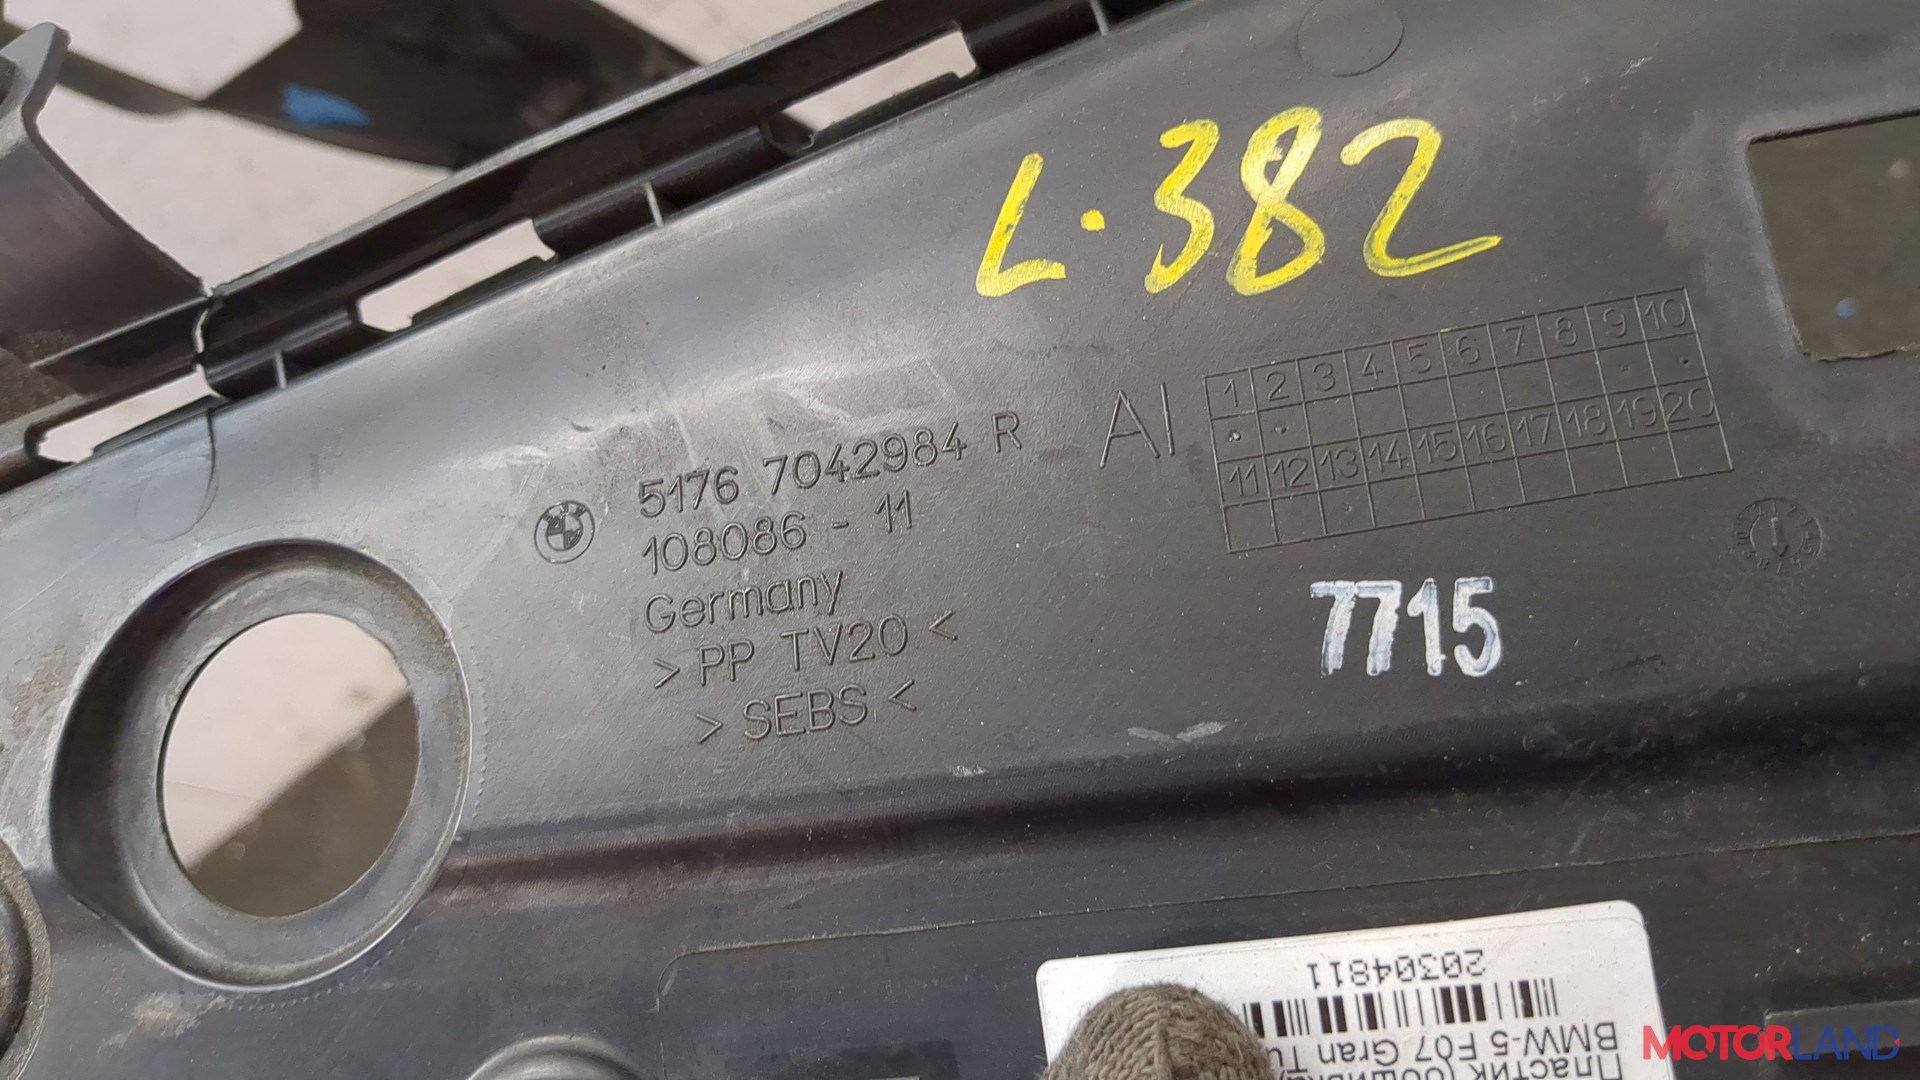 L·382
5176 7042984 R
108086 - 11
Germany
> PP TV20 <
> SEBS <
AI
1 2 3 4 5 6 7 8 9 10
11 12 13 14 15 16 17 18 19 20
7715
20304811
BMW-5 F07 Gran
Пластик
MOTORLAND